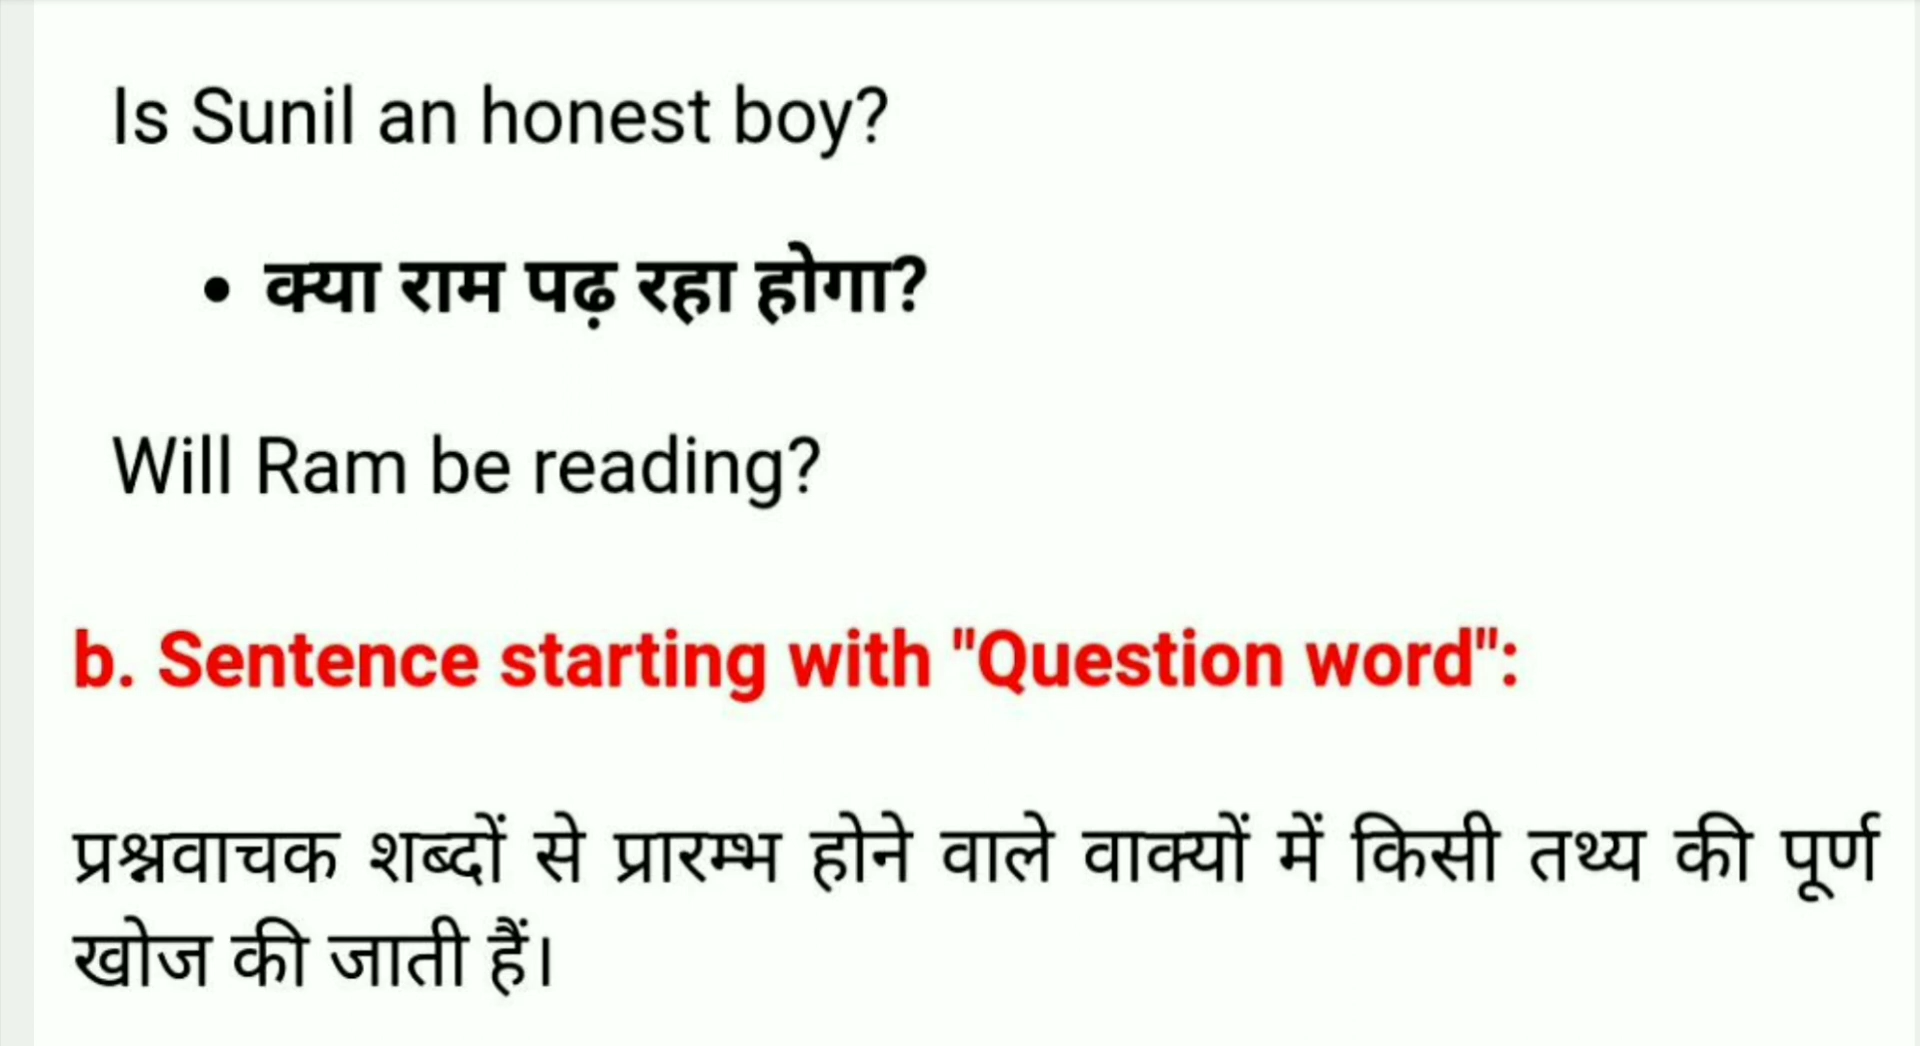 Is Sunil an honest boy?
• क्या राम पढ़ रहा होगा?
Will Ram be reading?
b. Sentence starting with "Question word":
प्रश्नवाचक शब्दों से प्रारम्भ होने वाले वाक्यों में किसी तथ्य की पूर्ण
खोज की जाती हैं।